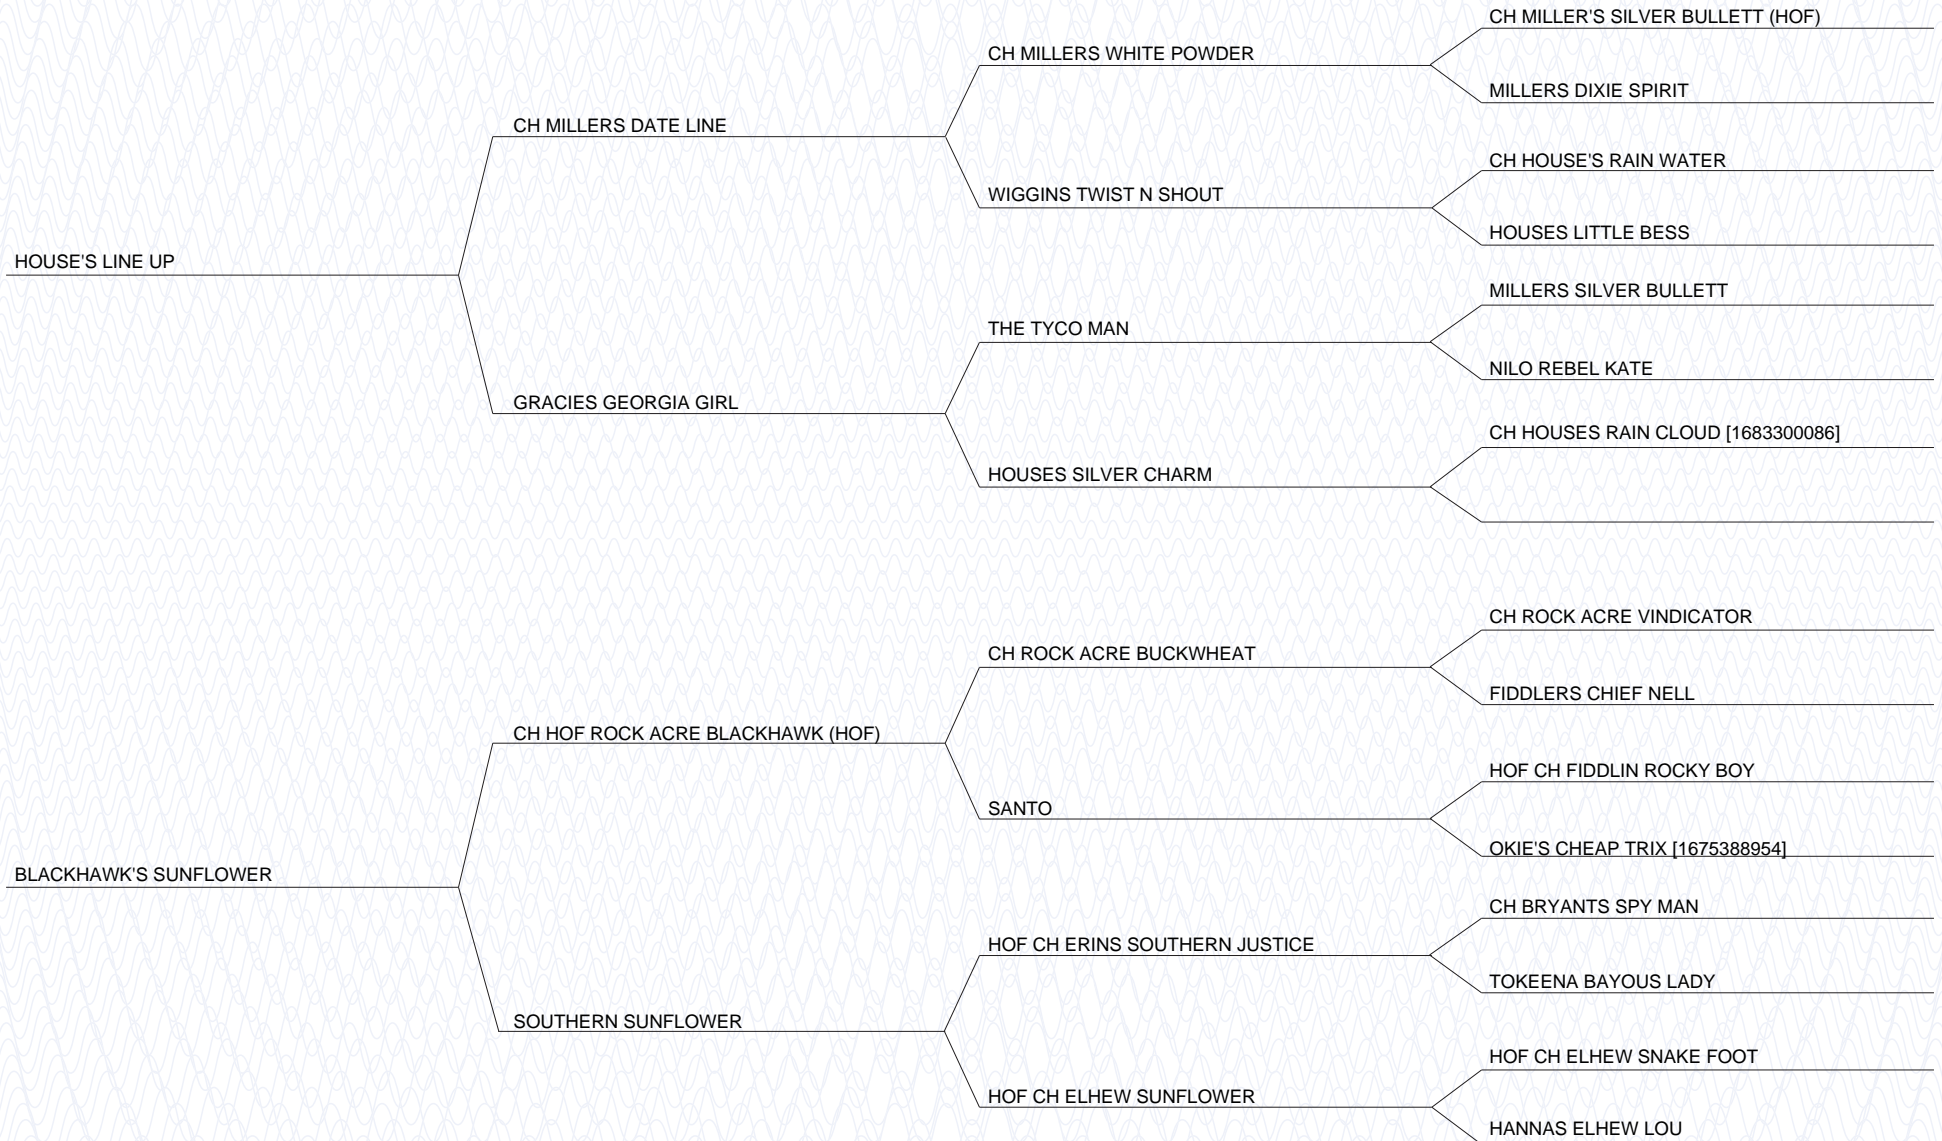 CH MILLER'S SILVER BULLETT (HOF)
CH MILLERS WHITE POWDER
MILLERS DIXIE SPIRIT
CH MILLERS DATE LINE
CH HOUSE'S RAIN WATER
WIGGINS TWIST N SHOUT
HOUSES LITTLE BESS
HOUSE'S LINE UP
MILLERS SILVER BULLETT
THE TYCO MAN
NILO REBEL KATE
GRACIES GEORGIA GIRL
CH HOUSES RAIN CLOUD [1683300086]
HOUSES SILVER CHARM
CH ROCK ACRE VINDICATOR
CH ROCK ACRE BUCKWHEAT
FIDDLERS CHIEF NELL
CH HOF ROCK ACRE BLACKHAWK (HOF)
HOF CH FIDDLIN ROCKY BOY
SANTO
OKIE'S CHEAP TRIX [1675388954]
BLACKHAWK'S SUNFLOWER
CH BRYANTS SPY MAN
HOF CH ERINS SOUTHERN JUSTICE
TOKEENA BAYOUS LADY
SOUTHERN SUNFLOWER
HOF CH ELHEW SNAKE FOOT
HOF CH ELHEW SUNFLOWER
HANNAS ELHEW LOU